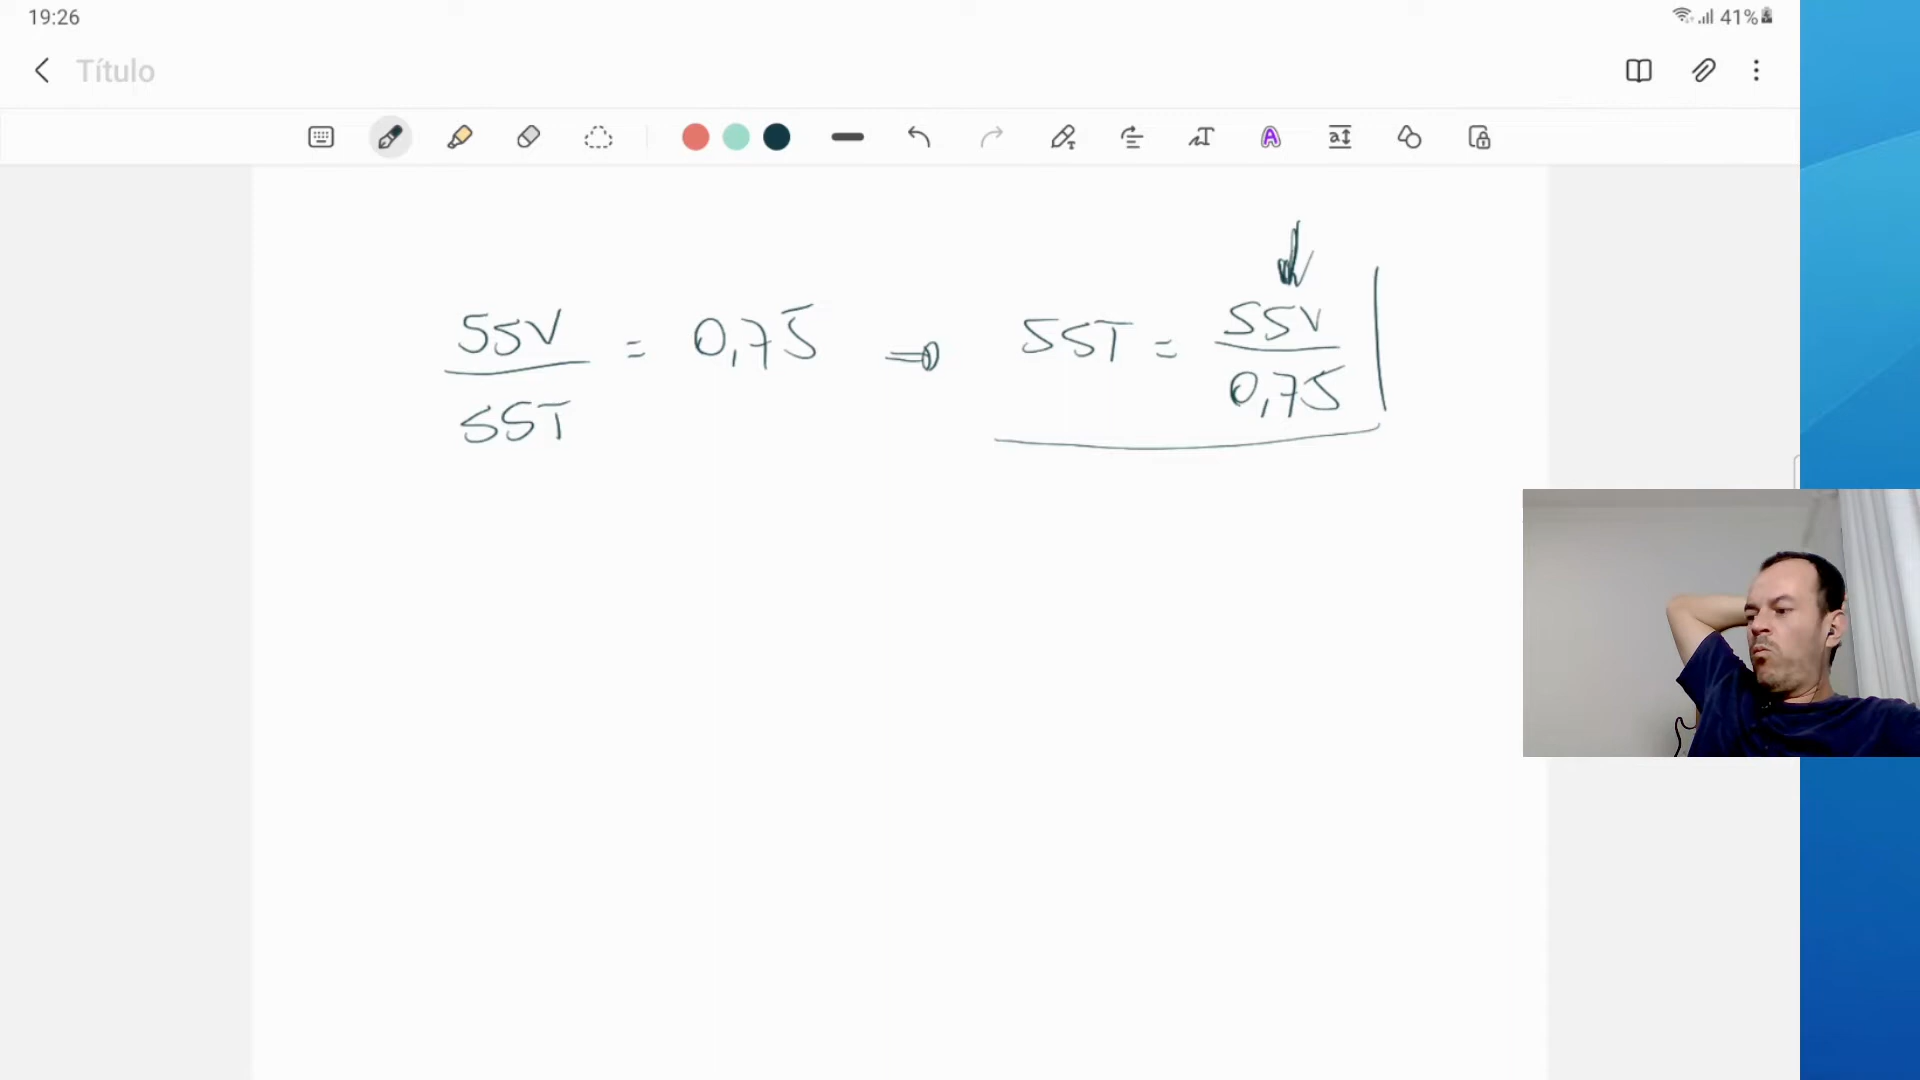 19:26
41%
Título
SSV/SST = 0,75 ⇒ SST = SSV/0,75